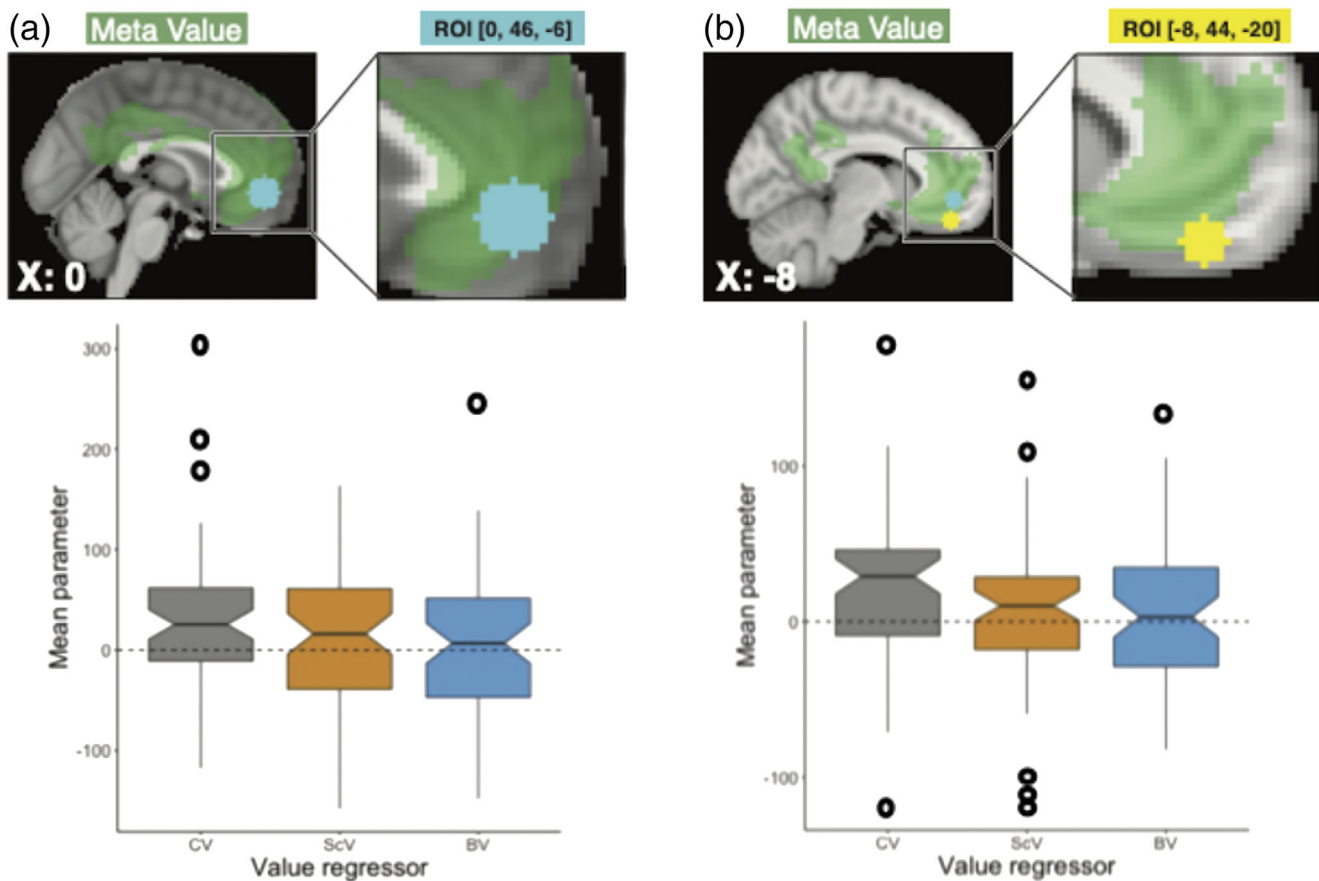 (a)
Meta Value
ROI [0, 46, -6]
X: 0
300
200
100
0
-100
Mean parameter
CV
ScV
BV
Value regressor
(b)
Meta Value
ROI [-8, 44, -20]
X: -8
100
0
-100
Mean parameter
CV
ScV
BV
Value regressor